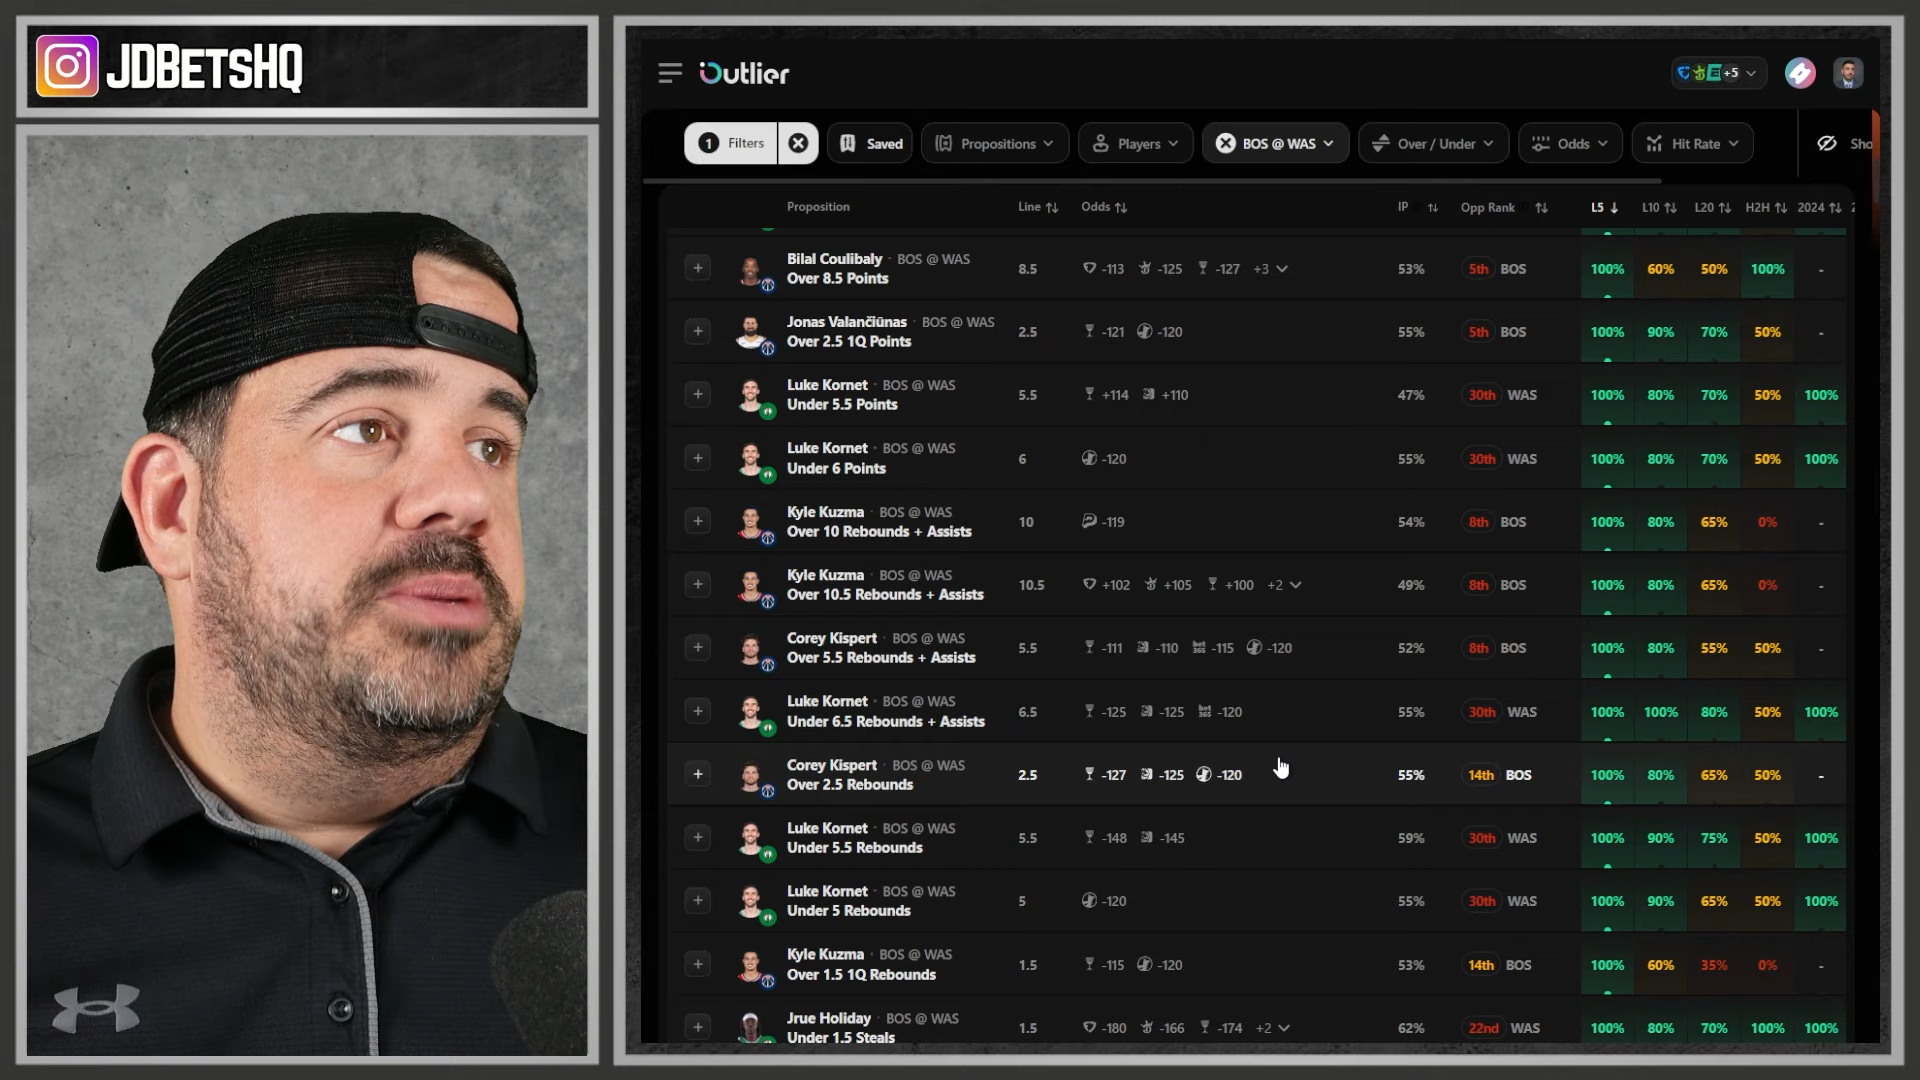 JDBETSHQ
Outlier
+5
1 Filters
Saved
Propositions
Players
BOS @ WAS
Over / Under
Odds
Hit Rate
Sho
Proposition Line Odds IP Opp Rank L5 L10 L20 H2H 2024 2
Bilal Coulibaly · BOS @ WAS
Over 8.5 Points
8.5 -113 -125 -127 +3 53% 5th BOS 100% 60% 50% 100% -
Jonas Valančiūnas · BOS @ WAS
Over 2.5 1Q Points
2.5 -121 -120 55% 5th BOS 100% 90% 70% 50% -
Luke Kornet · BOS @ WAS
Under 5.5 Points
5.5 +114 +110 47% 30th WAS 100% 80% 70% 50% 100%
Luke Kornet · BOS @ WAS
Under 6 Points
6 -120 55% 30th WAS 100% 80% 70% 50% 100%
Kyle Kuzma · BOS @ WAS
Over 10 Rebounds + Assists
10 -119 54% 8th BOS 100% 80% 65% 0% -
Kyle Kuzma · BOS @ WAS
Over 10.5 Rebounds + Assists
10.5 +102 +105 +100 +2 49% 8th BOS 100% 80% 65% 0% -
Corey Kispert · BOS @ WAS
Over 5.5 Rebounds + Assists
5.5 -111 -110 -115 -120 52% 8th BOS 100% 80% 55% 50% -
Luke Kornet · BOS @ WAS
Under 6.5 Rebounds + Assists
6.5 -125 -125 -120 55% 30th WAS 100% 100% 80% 50% 100%
Corey Kispert · BOS @ WAS
Over 2.5 Rebounds
2.5 -127 -125 -120 55% 14th BOS 100% 80% 65% 50% -
Luke Kornet · BOS @ WAS
Under 5.5 Rebounds
5.5 -148 -145 59% 30th WAS 100% 90% 75% 50% 100%
Luke Kornet · BOS @ WAS
Under 5 Rebounds
5 -120 55% 30th WAS 100% 90% 65% 50% 100%
Kyle Kuzma · BOS @ WAS
Over 1.5 1Q Rebounds
1.5 -115 -120 53% 14th BOS 100% 60% 35% 0% -
Jrue Holiday · BOS @ WAS
Under 1.5 Steals
1.5 -180 -166 -174 +2 62% 22nd WAS 100% 80% 70% 100% 100%